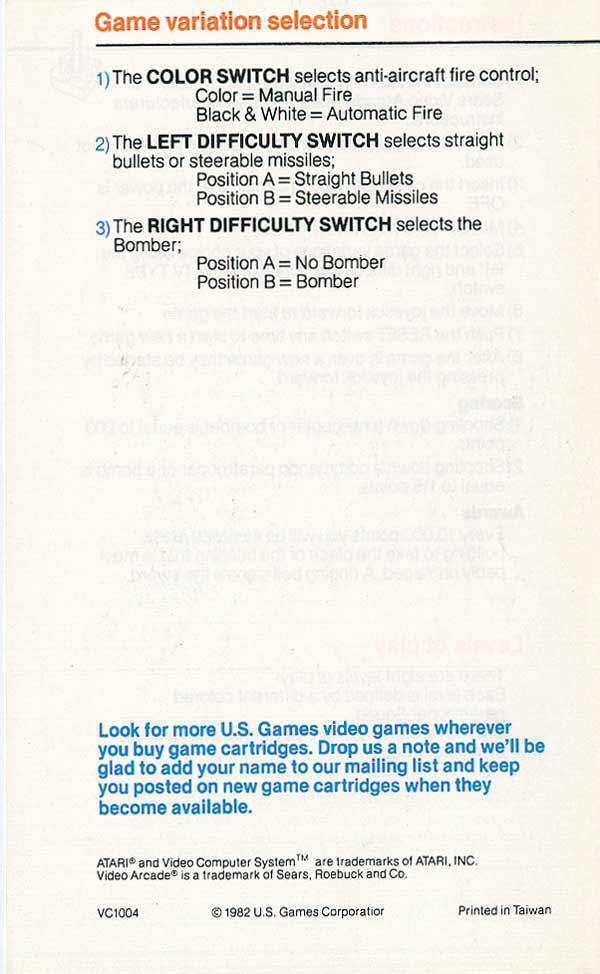 Game variation selection
1) The COLOR SWITCH selects anti-aircraft fire control;
Color = Manual Fire
Black & White = Automatic Fire
2) The LEFT DIFFICULTY SWITCH selects straight
bullets or steerable missiles;
Position A = Straight Bullets
Position B = Steerable Missiles
3) The RIGHT DIFFICULTY SWITCH selects the
Bomber;
Position A = No Bomber
Position B = Bomber
Look for more U.S. Games video games wherever
you buy game cartridges. Drop us a note and we'll be
glad to add your name to our mailing list and keep
you posted on new game cartridges when they
become available.
ATARI® and Video Computer System™ are trademarks of ATARI, INC.
Video Arcade® is a trademark of Sears, Roebuck and Co.
VC1004 © 1982 U.S. Games Corporatior Printed in Taiwan